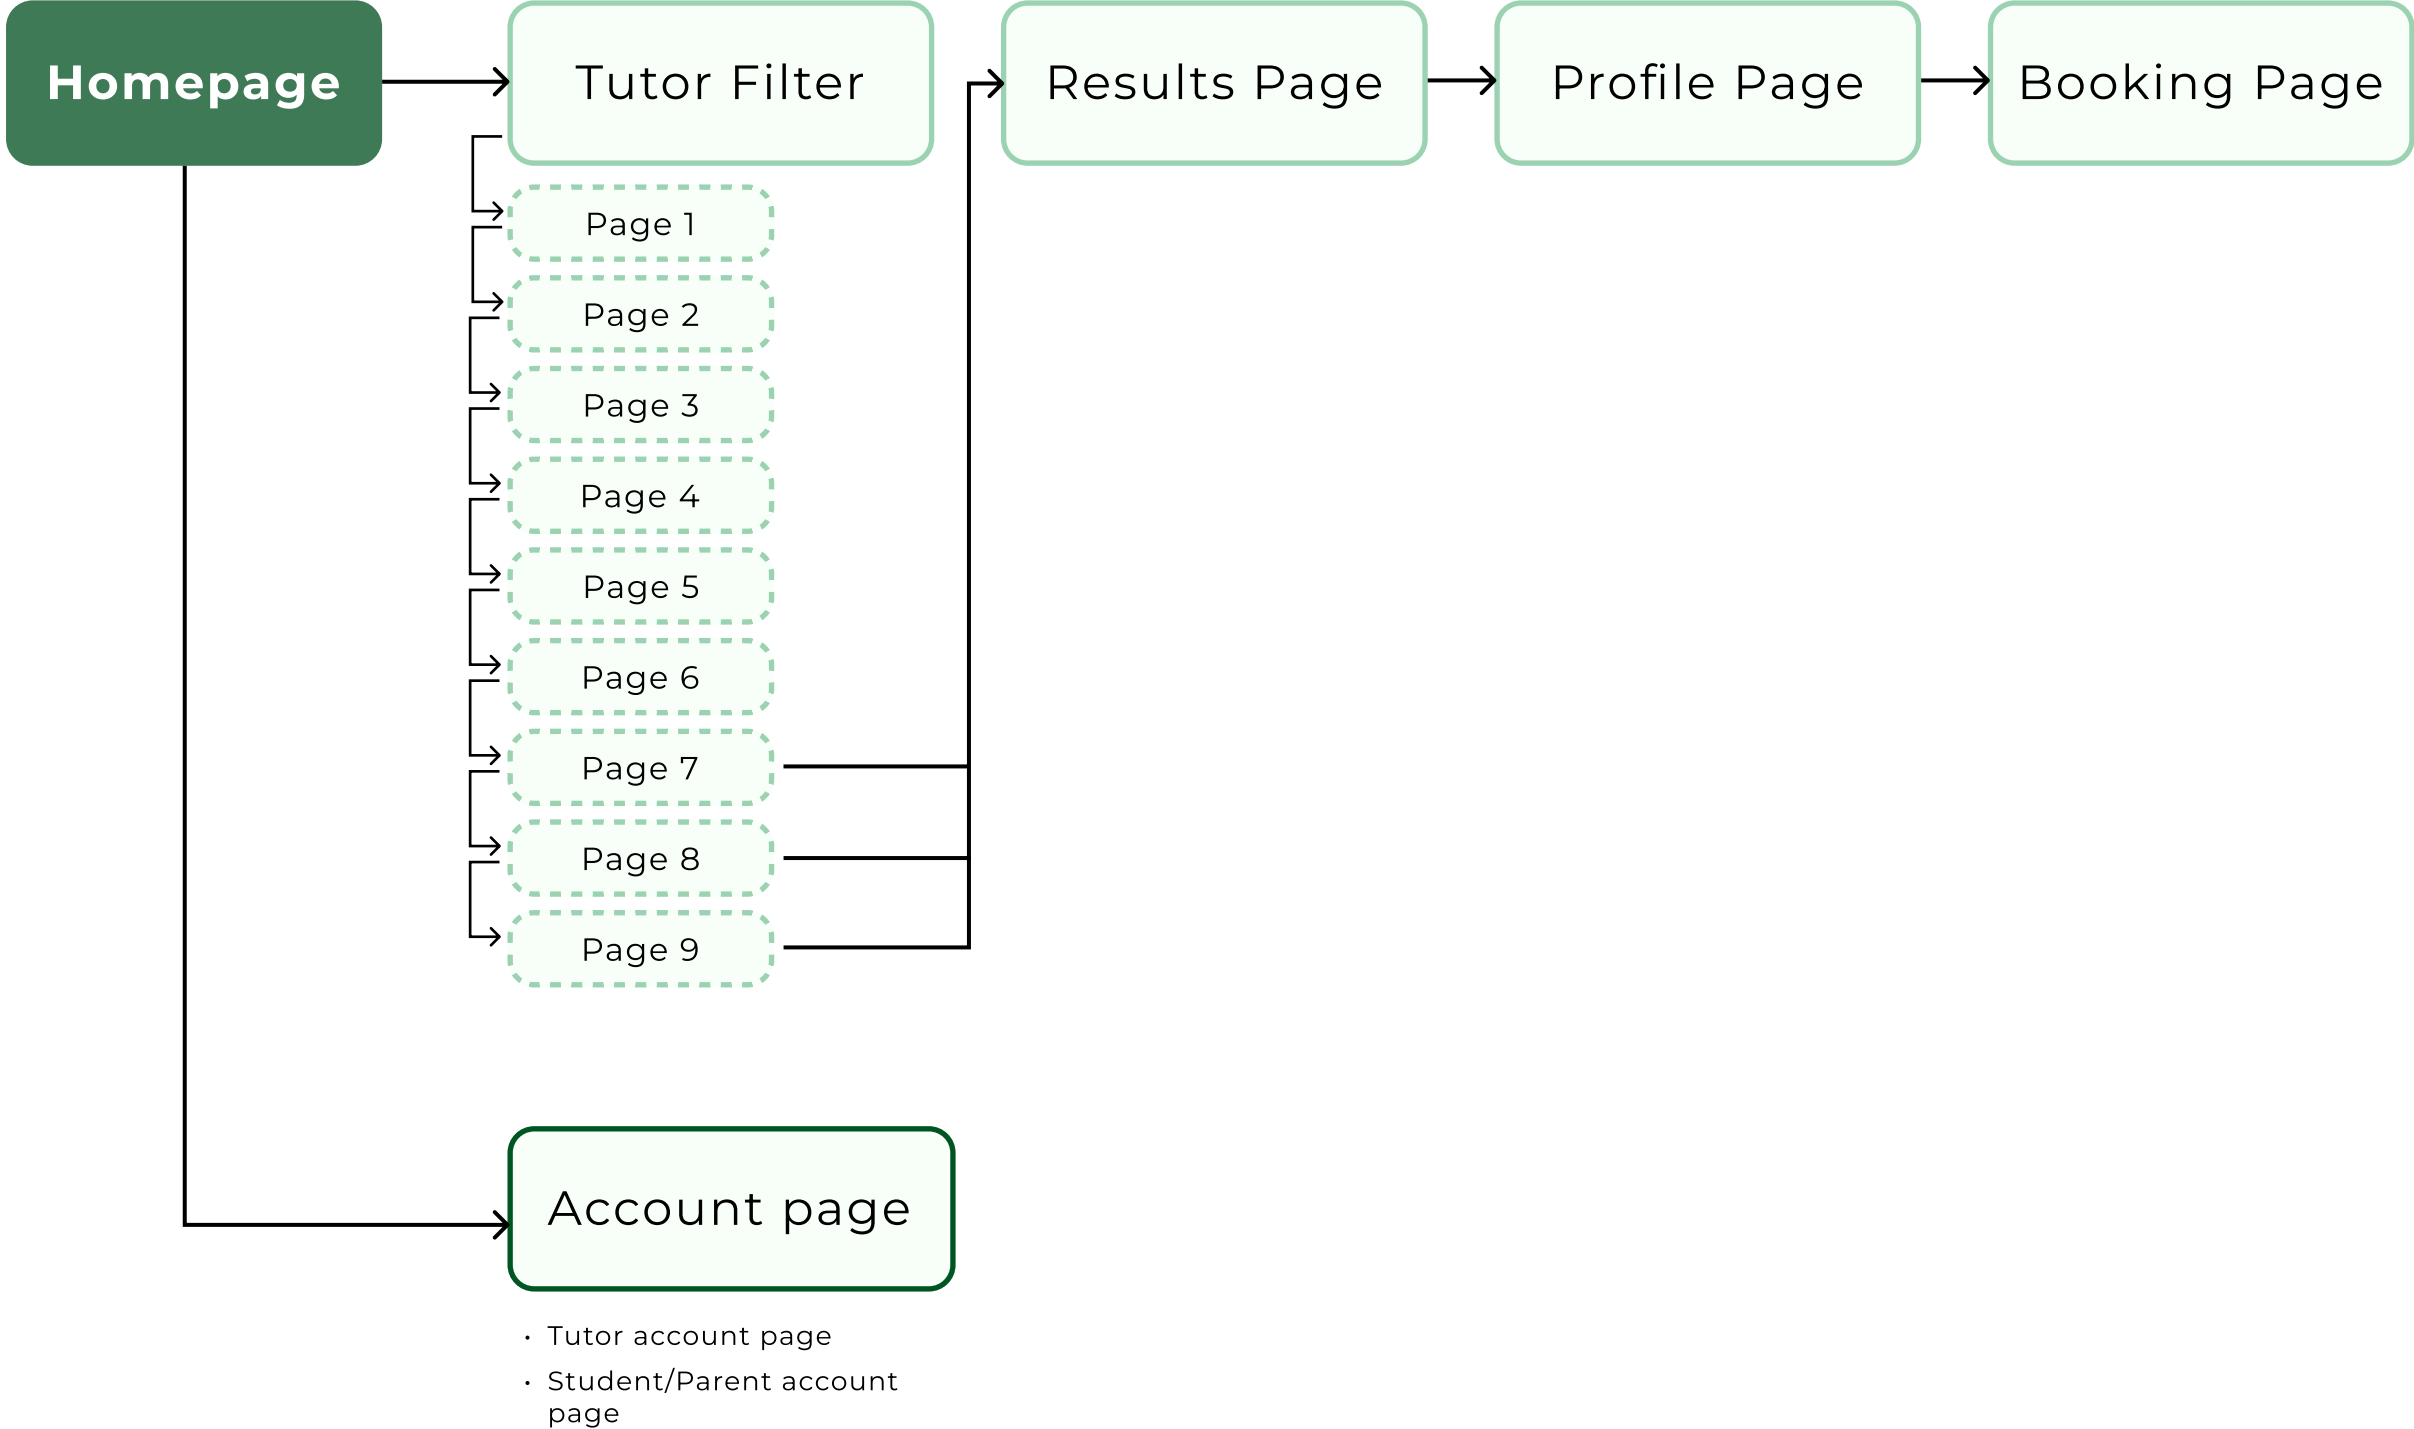 Homepage
Tutor Filter
Results Page
Profile Page
Booking Page
Page 1
Page 2
Page 3
Page 4
Page 5
Page 6
Page 7
Page 8
Page 9
Account page
• Tutor account page
• Student/Parent account
page